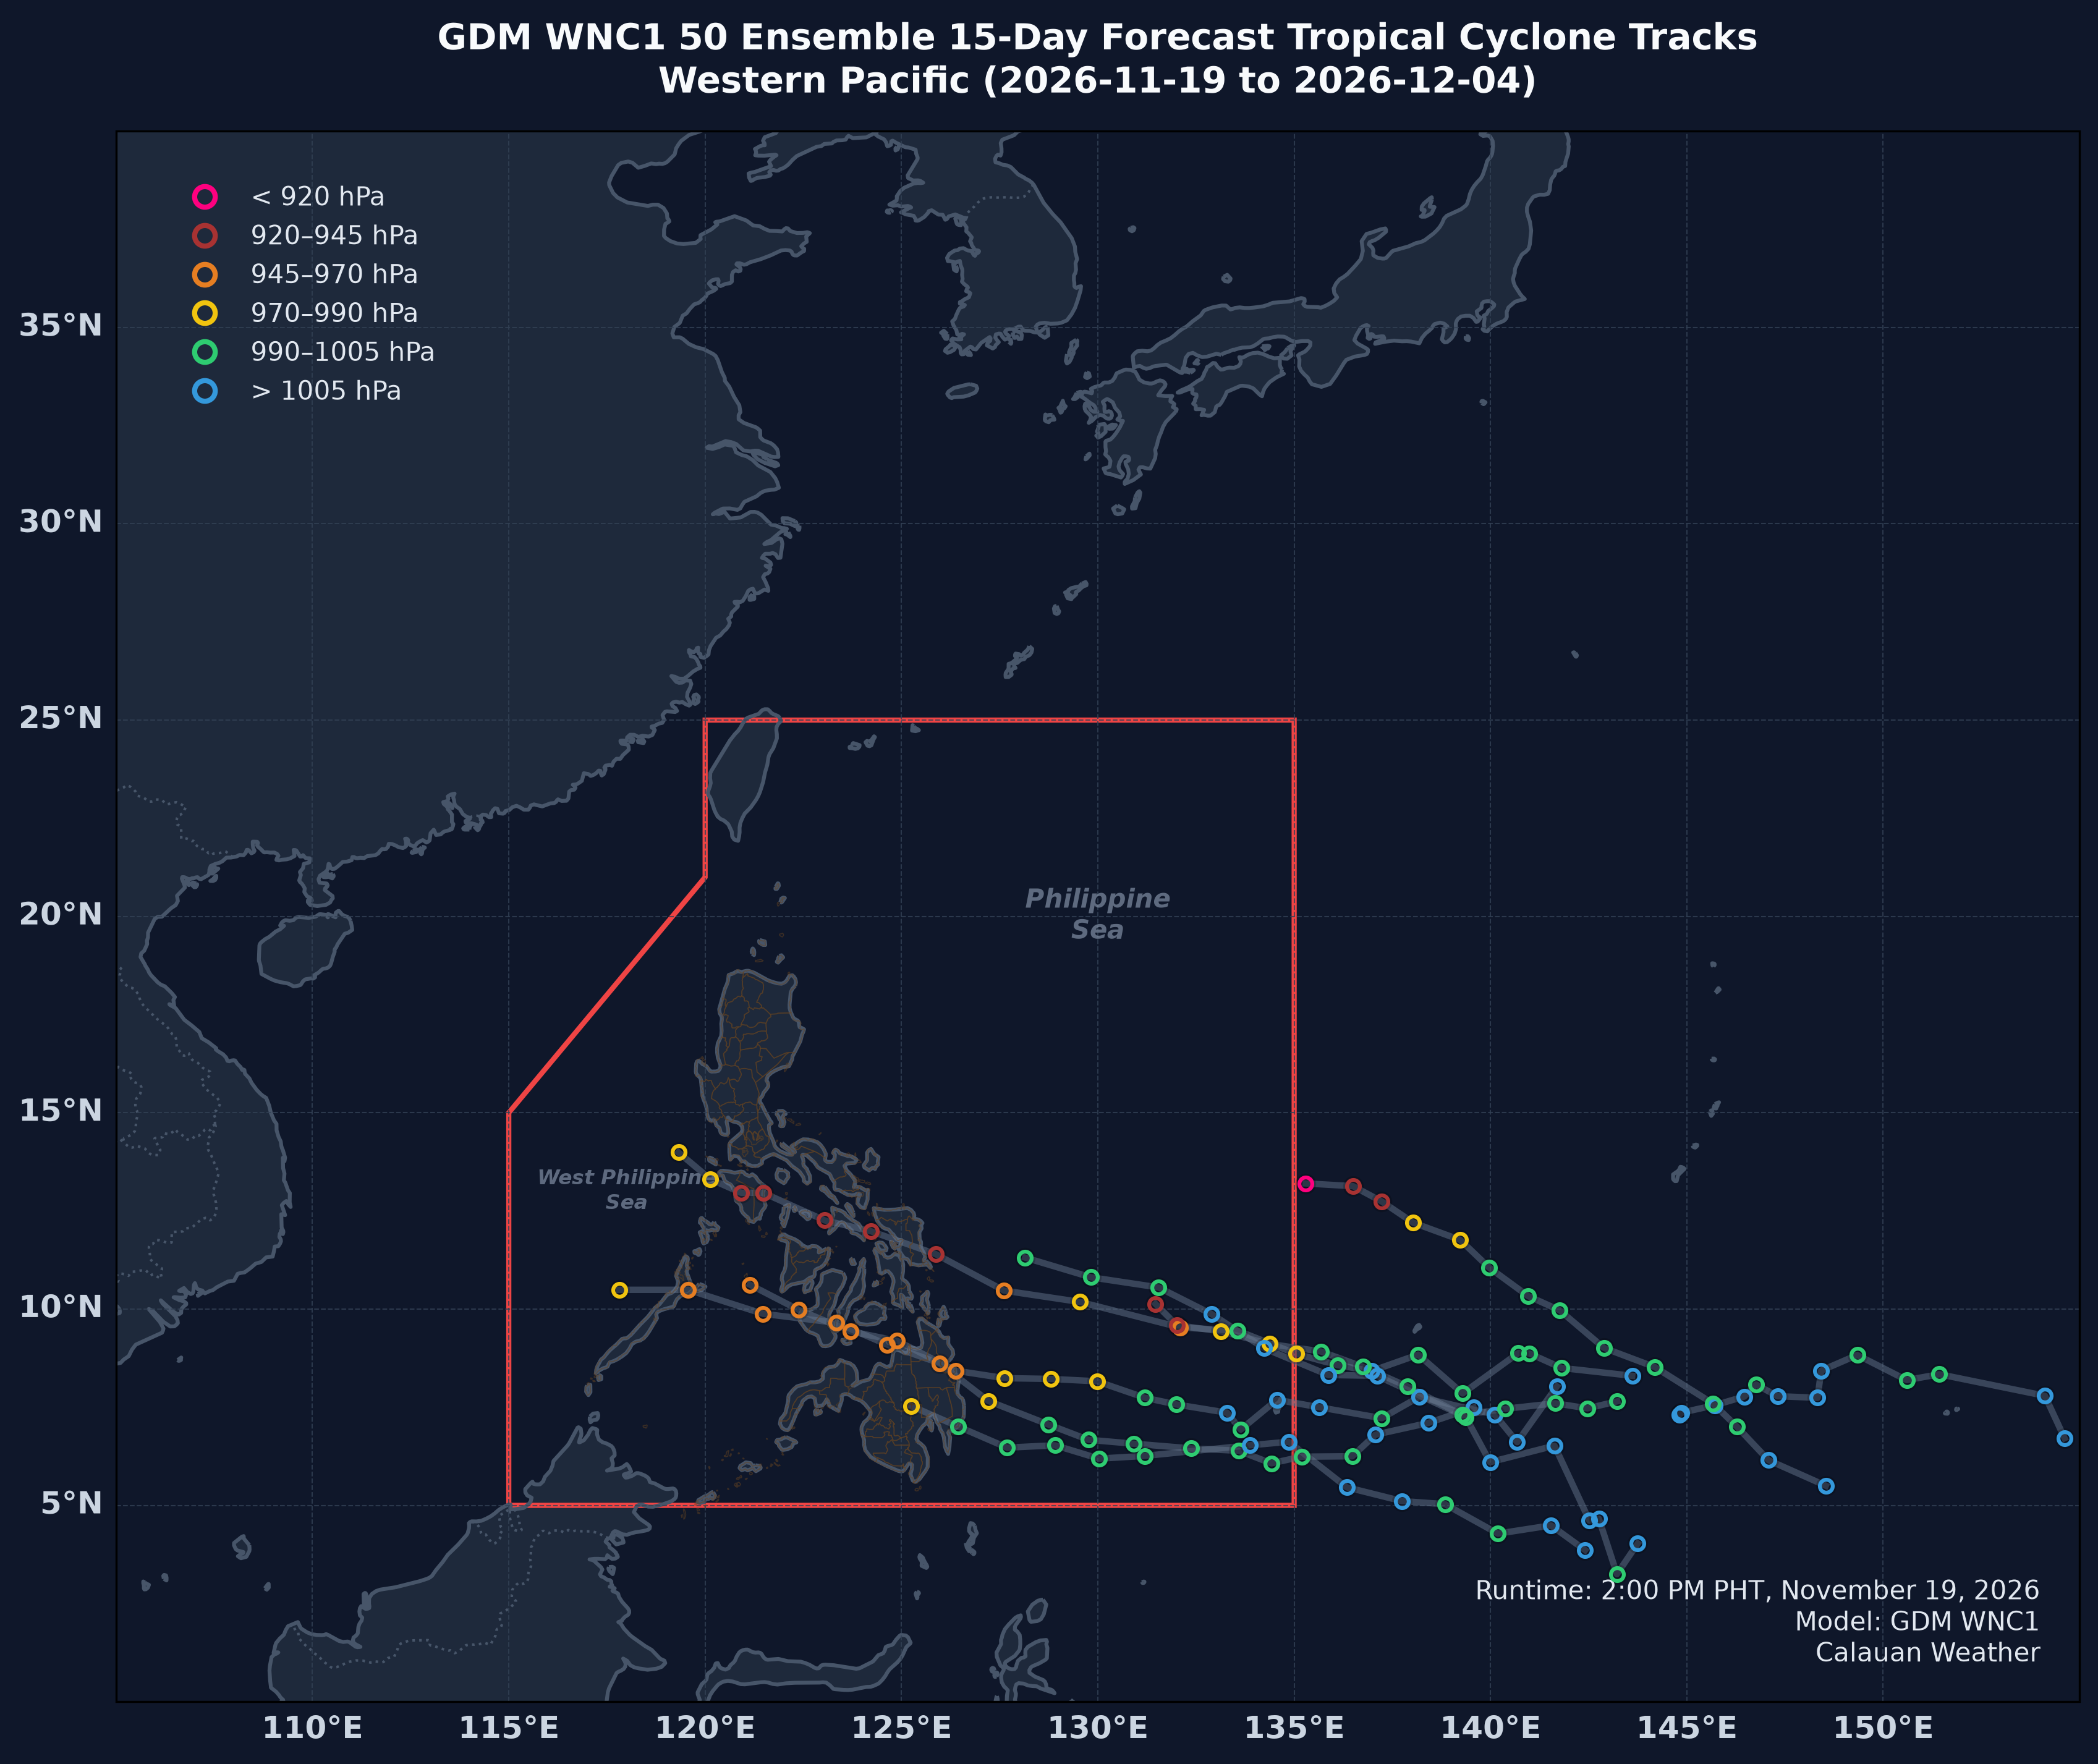 GDM WNC1 50 Ensemble 15-Day Forecast Tropical Cyclone Tracks
Western Pacific (2026-11-19 to 2026-12-04)
< 920 hPa
920–945 hPa
945–970 hPa
970–990 hPa
990–1005 hPa
> 1005 hPa
35°N
30°N
25°N
20°N
15°N
10°N
5°N
Philippine
Sea
West Philippin
Sea
Runtime: 2:00 PM PHT, November 19, 2026
Model: GDM WNC1
Calauan Weather
110°E
115°E
120°E
125°E
130°E
135°E
140°E
145°E
150°E